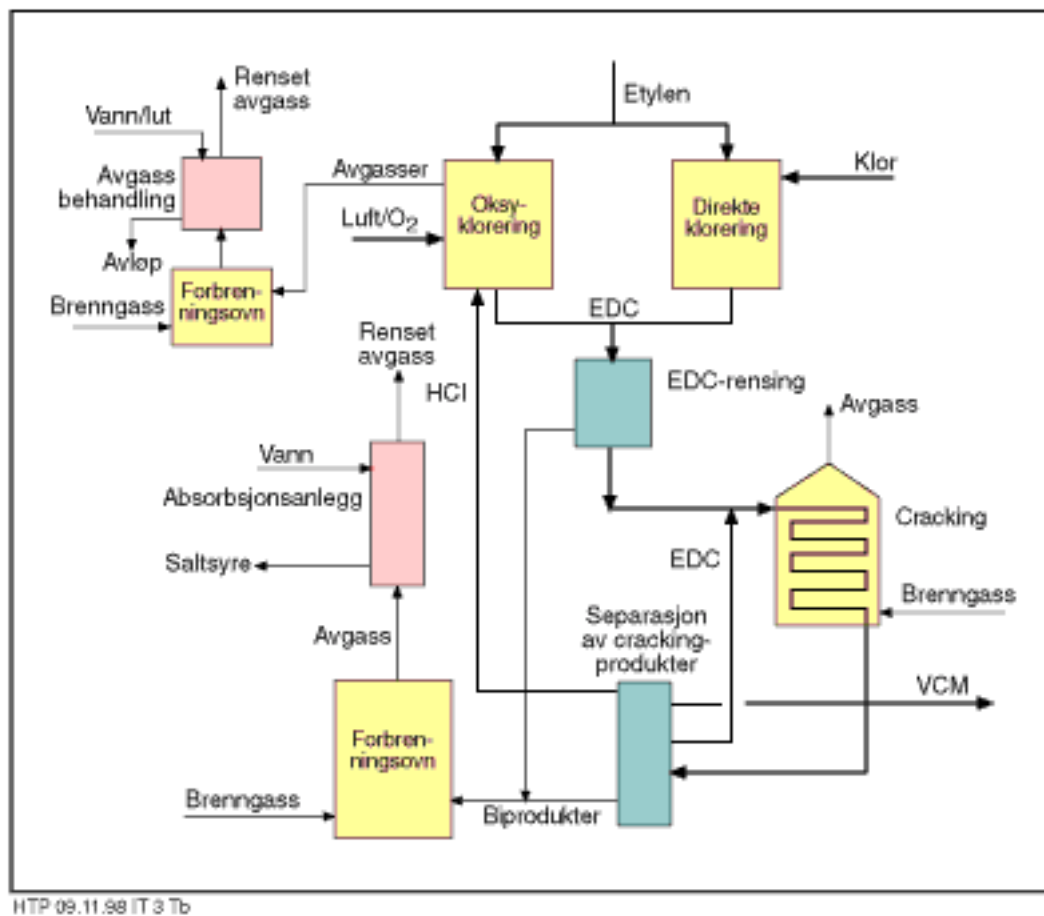 Renset
avgass
Vann/lut
Avgass
behandling
Avløp
Brenngass
Forbren-
ningsovn
Avgasser
Luft/O2
Etylen
Oksy-
klorering
Direkte
klorering
Klor
EDC
EDC-rensing
HCl
Renset
avgass
Vann
Absorbsjonsanlegg
Saltsyre
Avgass
Avgass
Cracking
Brenngass
EDC
Separasjon
av cracking-
produkter
VCM
Forbren-
ningsovn
Brenngass
Biprodukter
HTP 09.11.98 IT 3 Tb